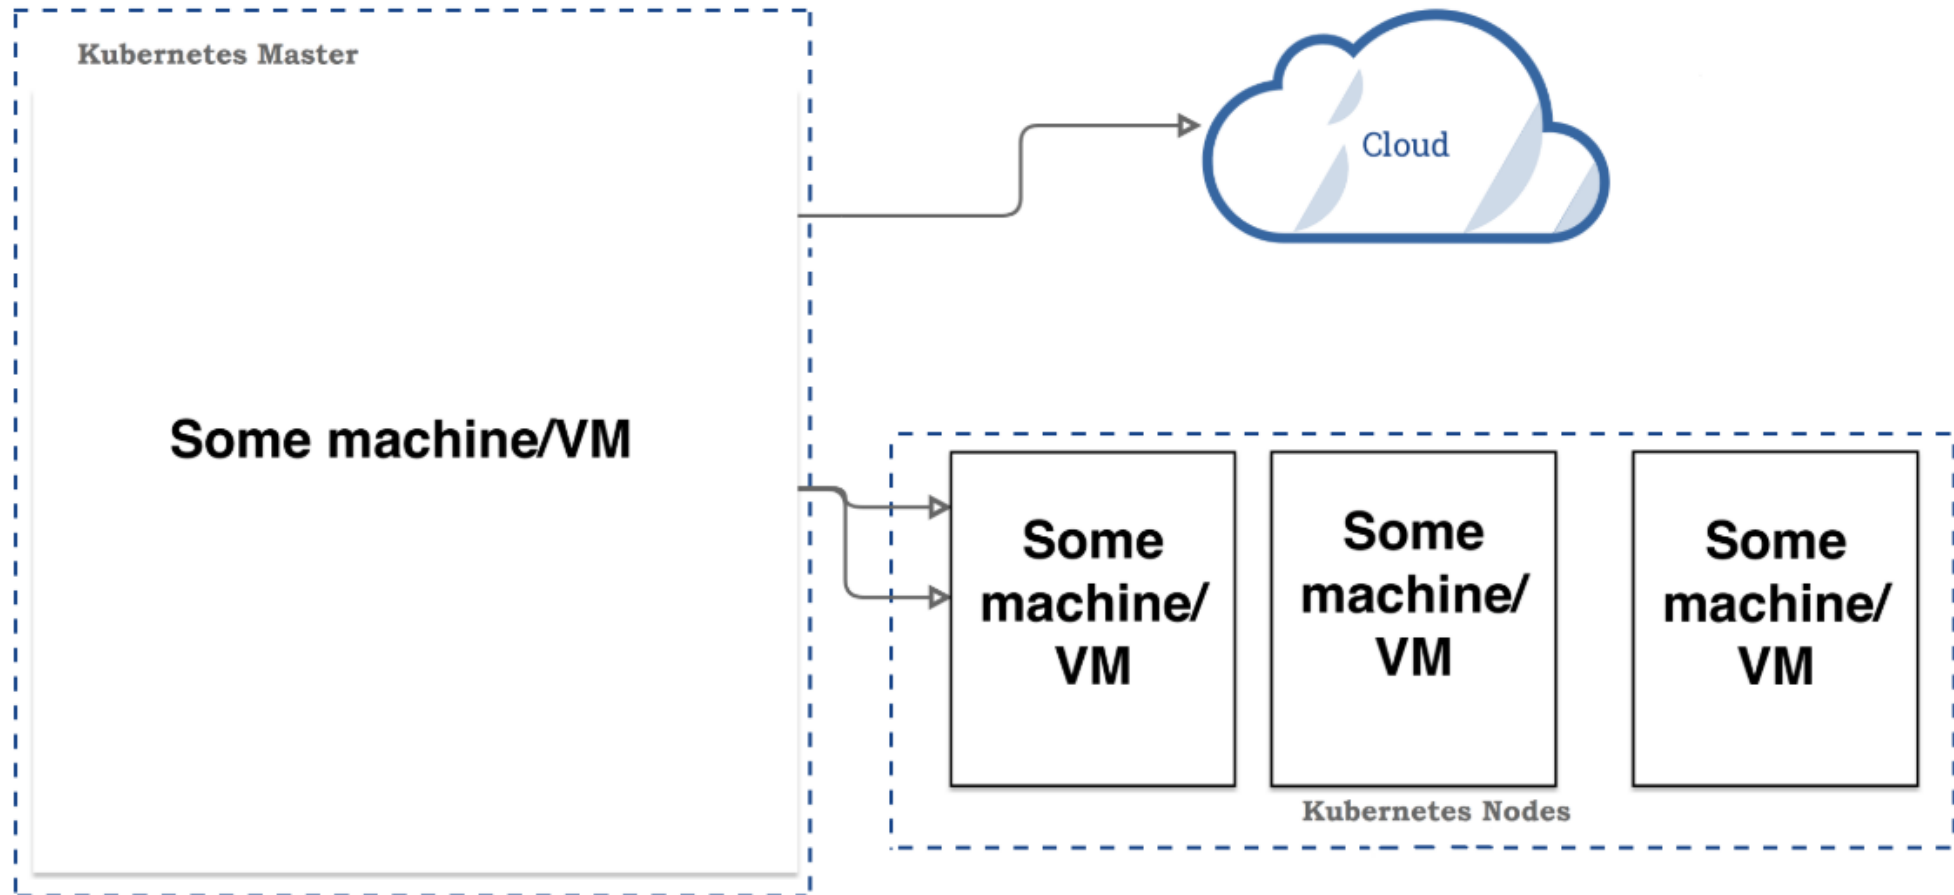 Kubernetes Master
Cloud
Some machine/VM
Some
machine/
VM
Some
machine/
VM
Some
machine/
VM
Kubernetes Nodes